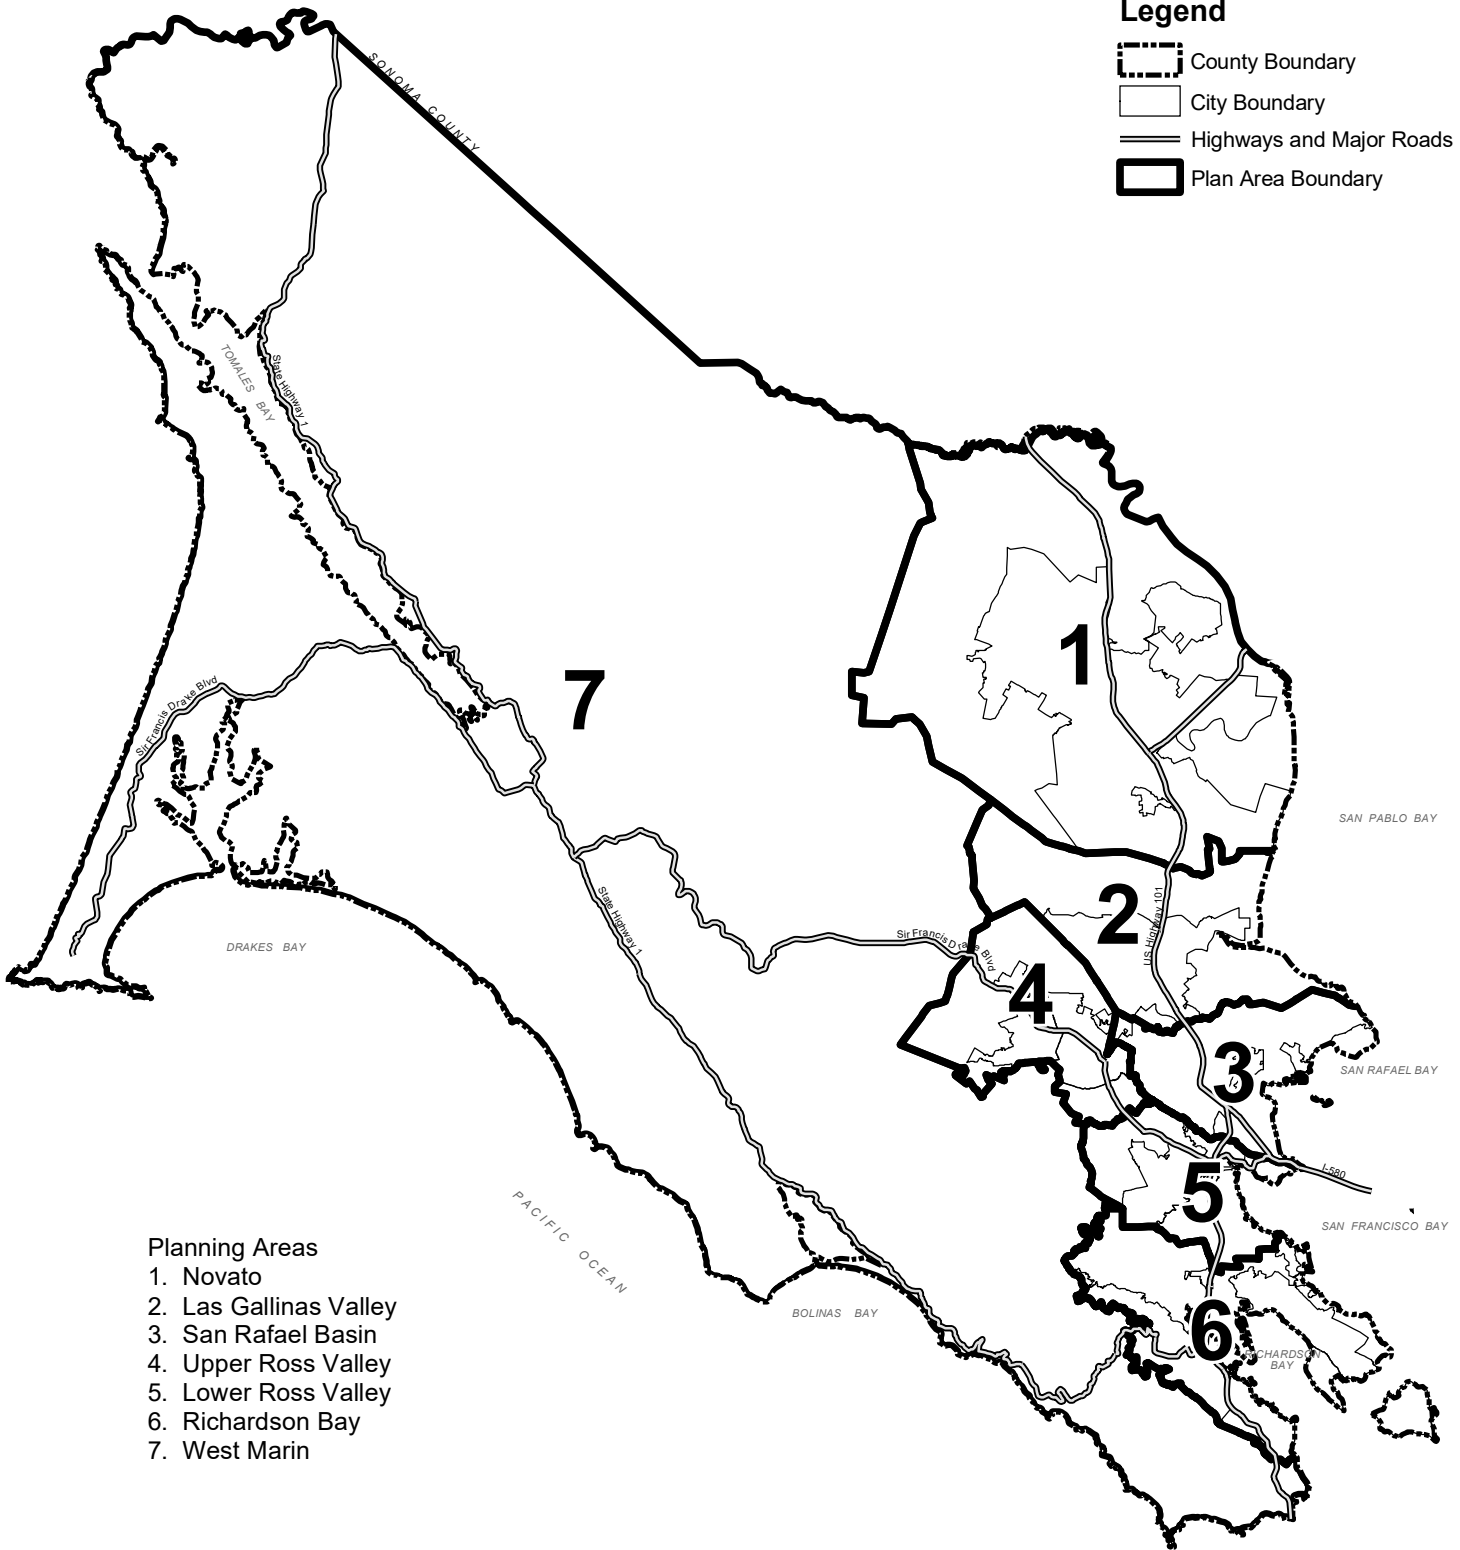 Legend
County Boundary
City Boundary
Highways and Major Roads
Plan Area Boundary
SONOMA COUNTY
TOMALES BAY
State Highway 1
1
7
Sir Francis Drake Blvd
SAN PABLO BAY
2
US Highway 101
State Highway 1
Sir Francis Drake Blvd
DRAKES BAY
4
3
SAN RAFAEL BAY
I-580
5
SAN FRANCISCO BAY
PACIFIC OCEAN
BOLINAS BAY
6
RICHARDSON
BAY
Planning Areas
1. Novato
2. Las Gallinas Valley
3. San Rafael Basin
4. Upper Ross Valley
5. Lower Ross Valley
6. Richardson Bay
7. West Marin